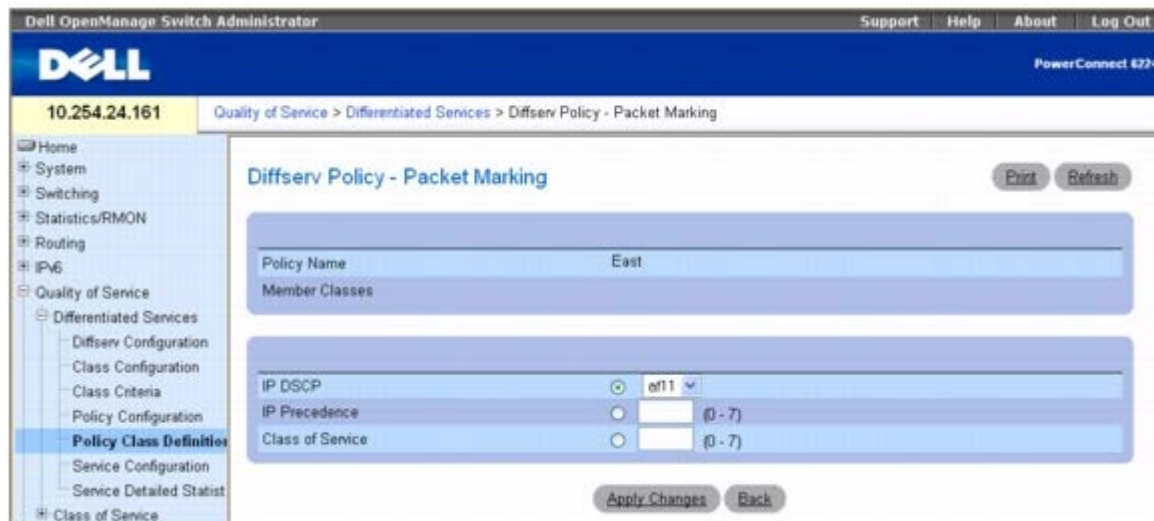 Dell OpenManage Switch Administrator
Support Help About Log Out
DELL
PowerConnect 6224
10.254.24.161
Quality of Service > Differentiated Services > Diffserv Policy - Packet Marking
Home
System
Switching
Statistics/RMON
Routing
IPv6
Quality of Service
Differentiated Services
Diffserv Configuration
Class Configuration
Class Criteria
Policy Configuration
Policy Class Definition
Service Configuration
Service Detailed Statist
Class of Service
Diffserv Policy - Packet Marking
Print Refresh
Policy Name East
Member Classes
IP DSCP af11
IP Precedence (0 - 7)
Class of Service (0 - 7)
Apply Changes Back